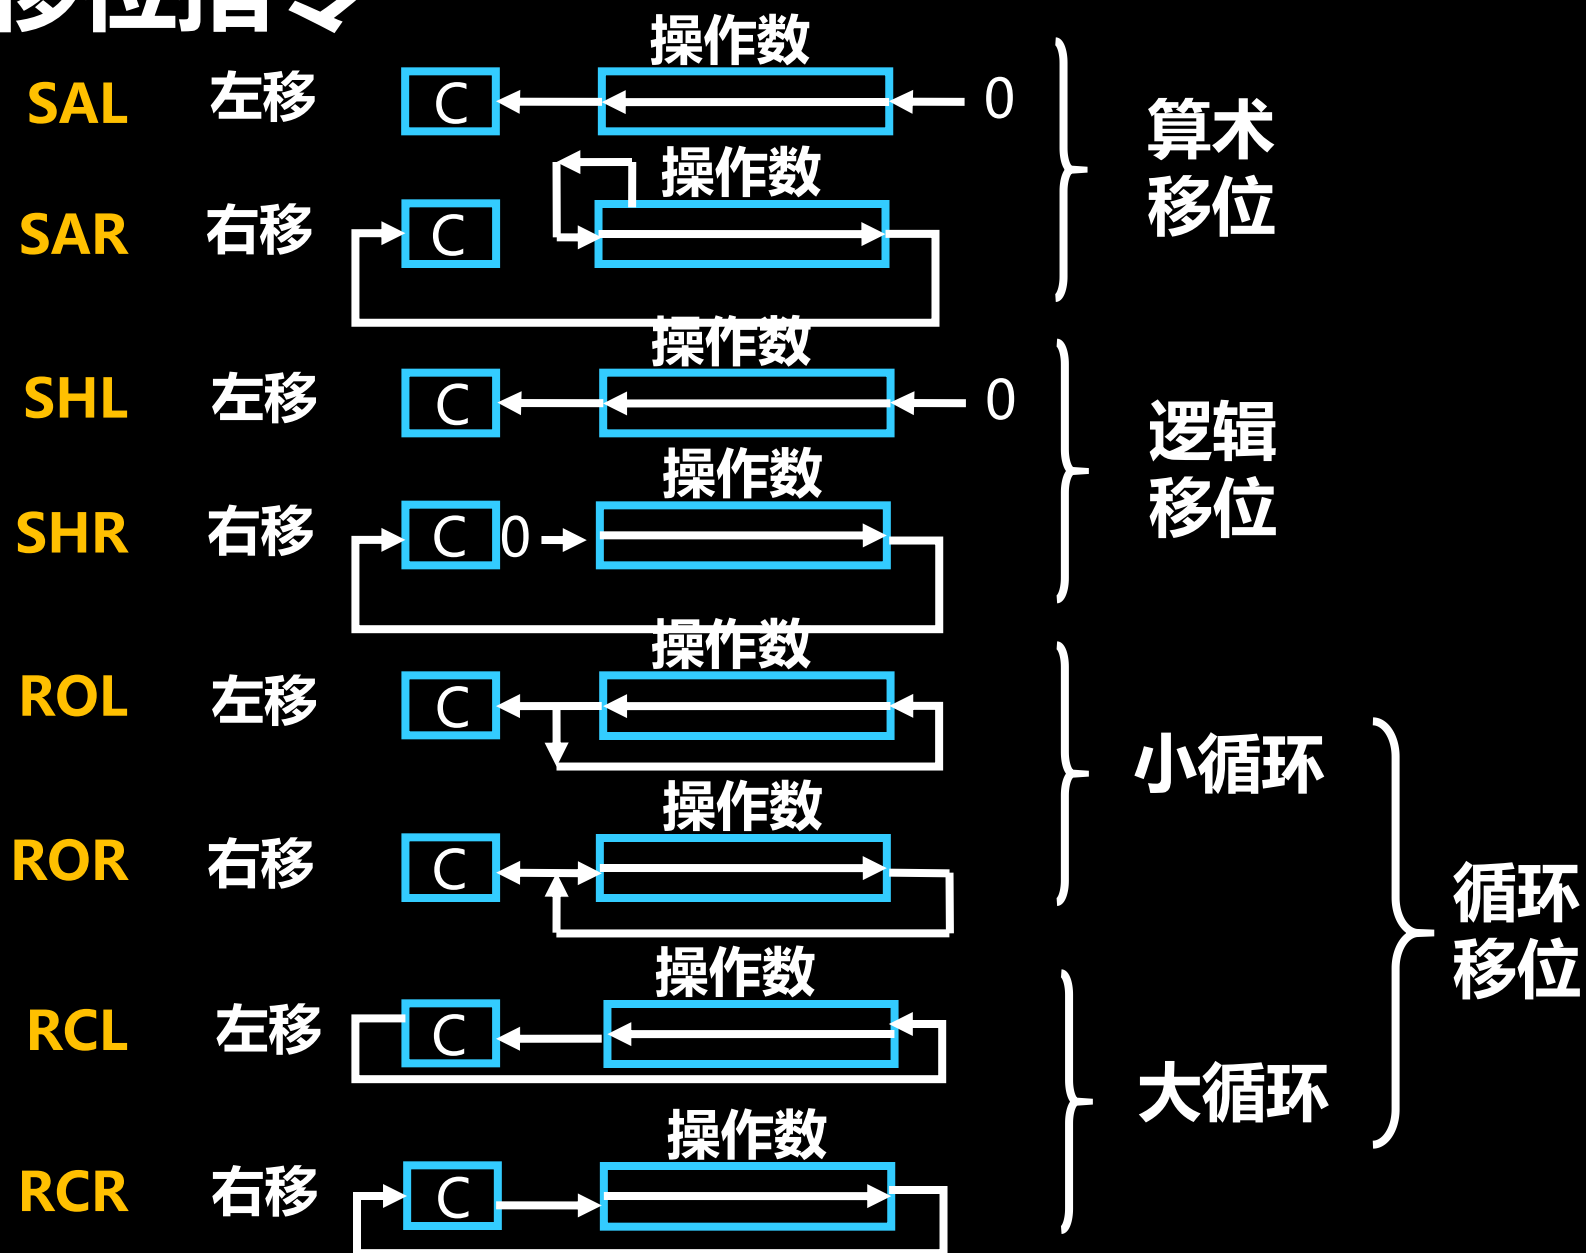 移位指令
操作数
SAL 左移 C 0
操作数
SAR 右移 C
算术
移位
操作数
SHL 左移 C 0
操作数
SHR 右移 C 0
逻辑
移位
操作数
ROL 左移 C
操作数
ROR 右移 C
小循环
操作数
RCL 左移 C
操作数
RCR 右移 C
大循环
循环
移位